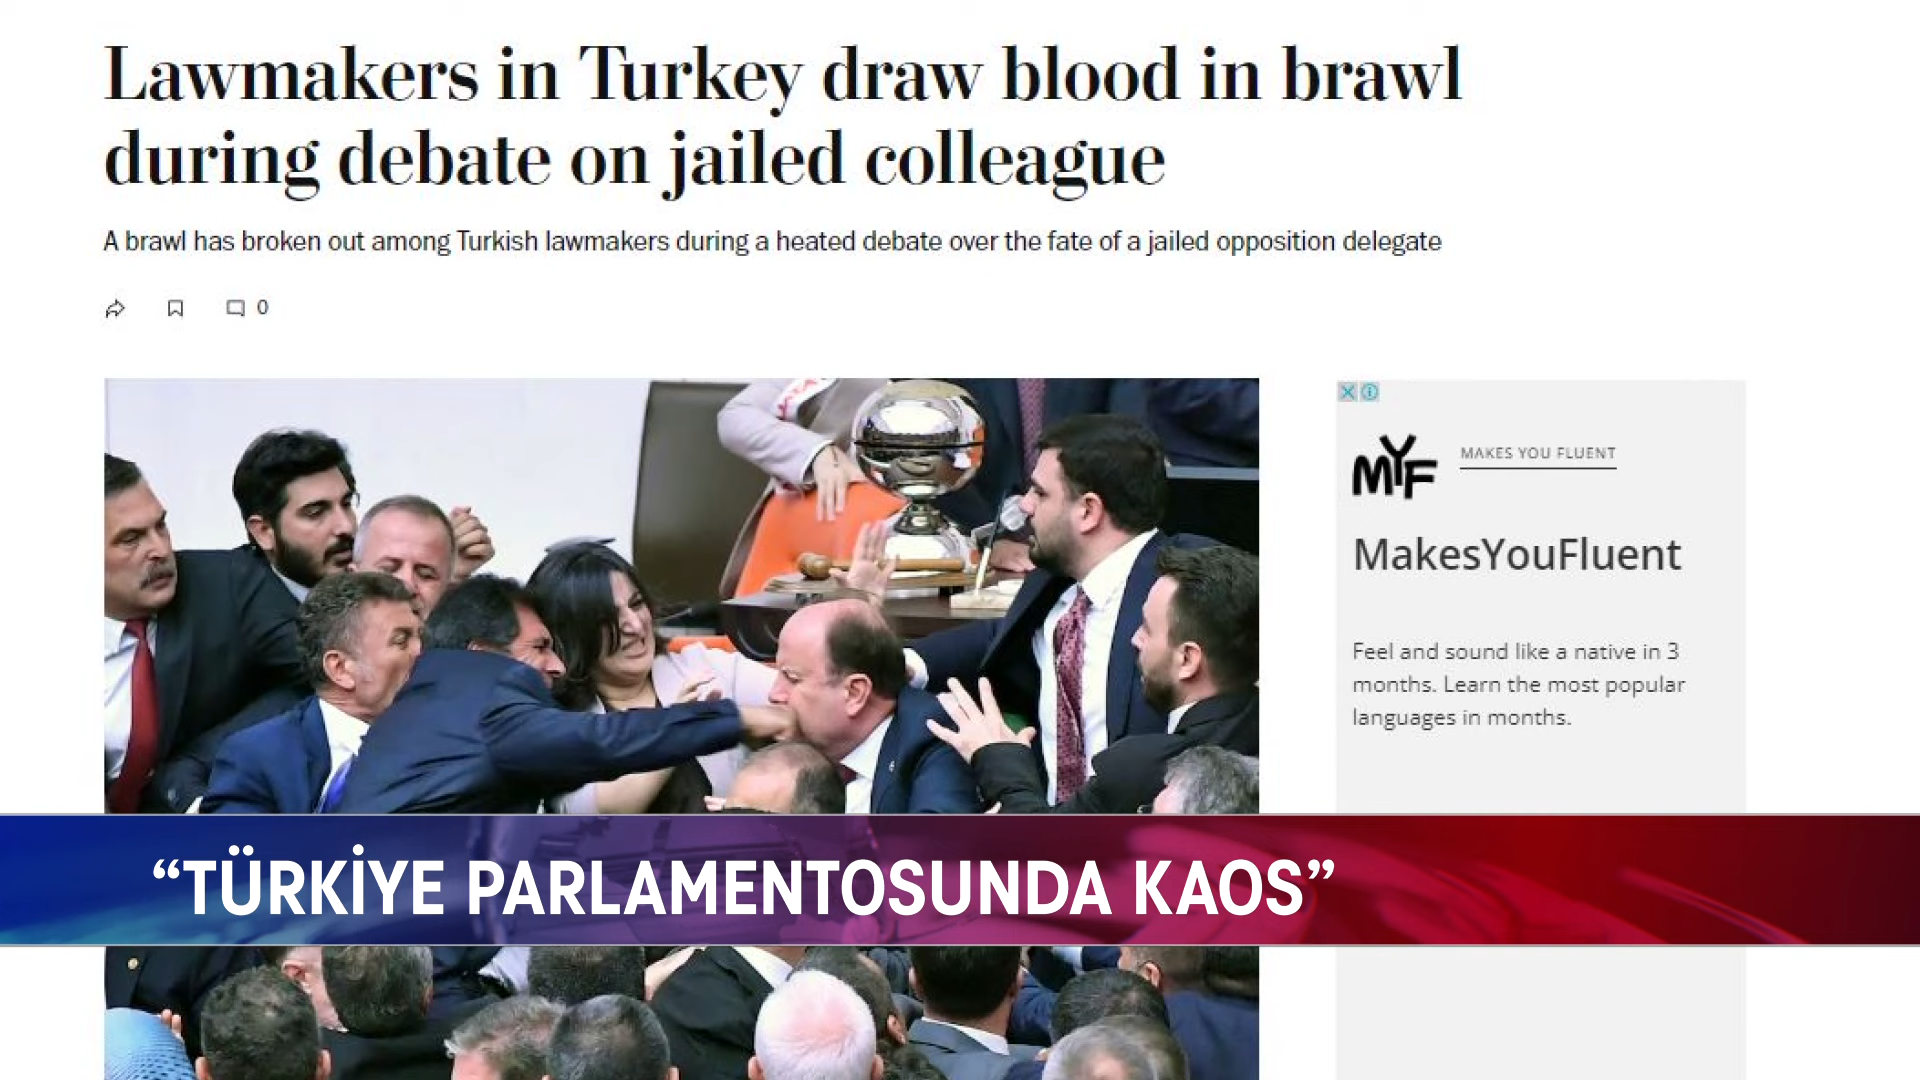 Lawmakers in Turkey draw blood in brawl
during debate on jailed colleague
A brawl has broken out among Turkish lawmakers during a heated debate over the fate of a jailed opposition delegate
0
MYF
MAKES YOU FLUENT
MakesYouFluent
Feel and sound like a native in 3
months. Learn the most popular
languages in months.
“TÜRKİYE PARLAMENTOSUNDA KAOS”